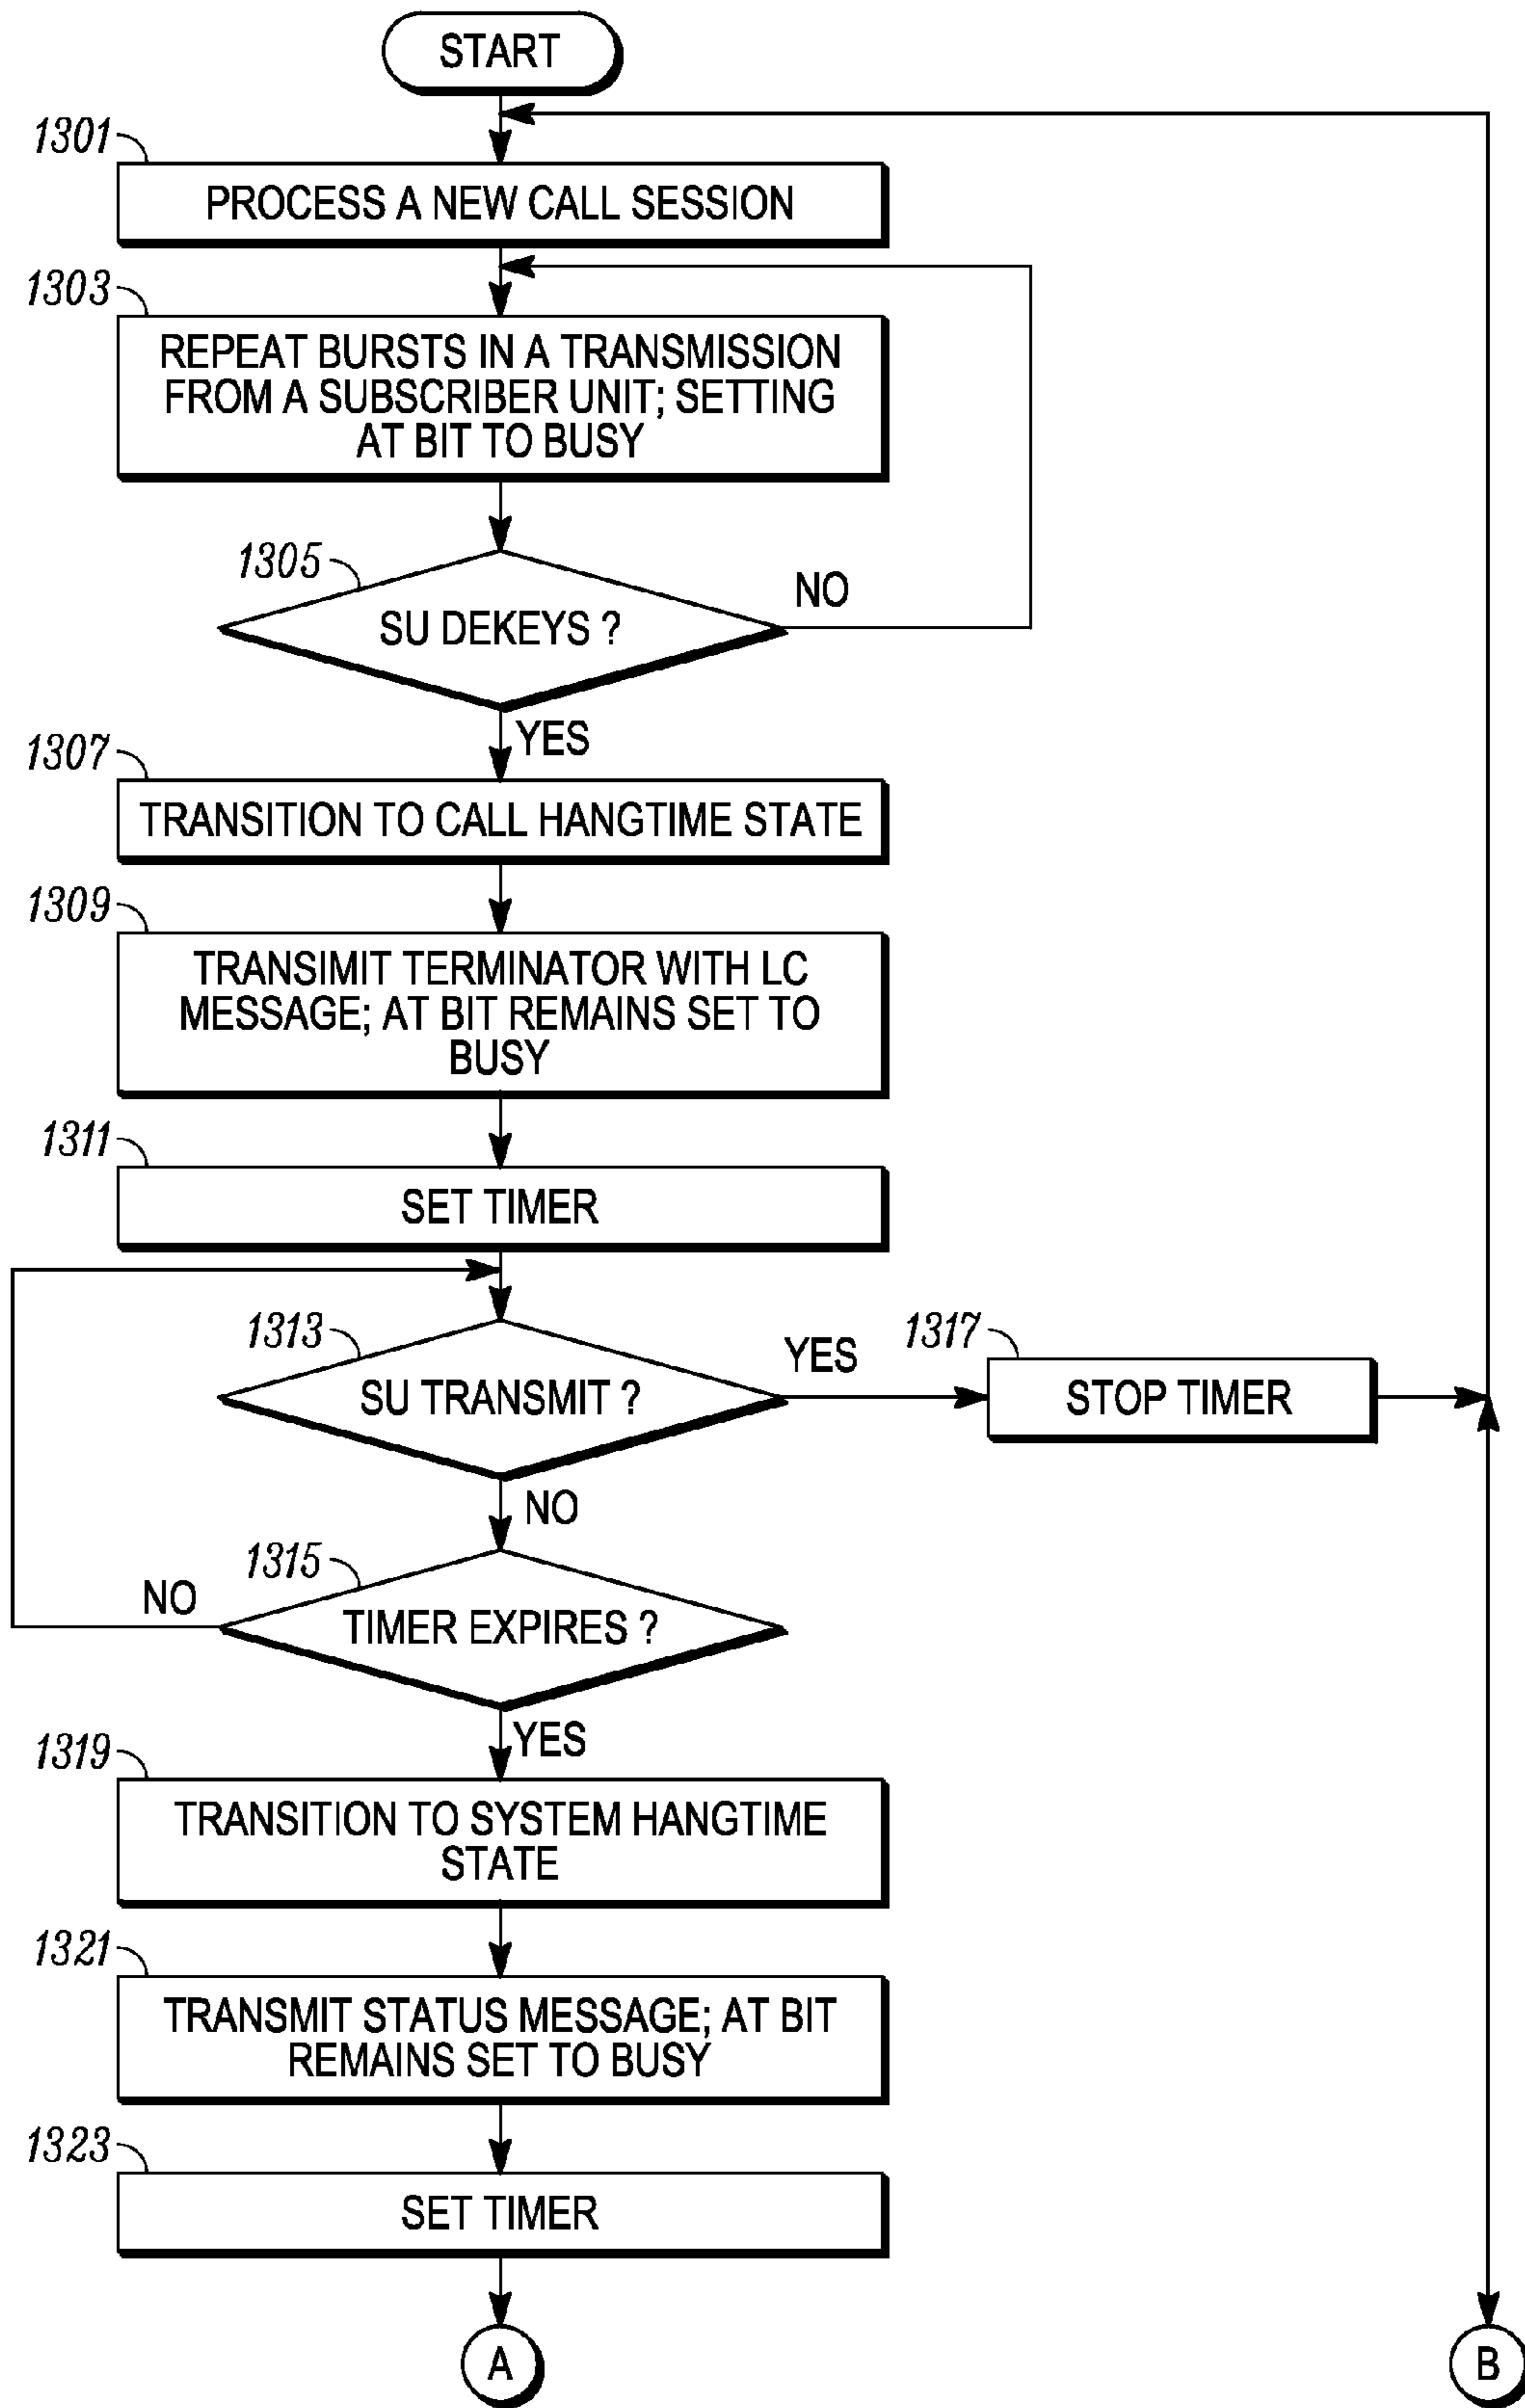 START
1301
PROCESS A NEW CALL SESSION
1303
REPEAT BURSTS IN A TRANSMISSION
FROM A SUBSCRIBER UNIT; SETTING
AT BIT TO BUSY
1305
SU DEKEYS ?
NO
YES
1307
TRANSITION TO CALL HANGTIME STATE
1309
TRANSIMIT TERMINATOR WITH LC
MESSAGE; AT BIT REMAINS SET TO
BUSY
1311
SET TIMER
1313
SU TRANSMIT ?
YES
1317
STOP TIMER
NO
1315
TIMER EXPIRES ?
NO
YES
1319
TRANSITION TO SYSTEM HANGTIME
STATE
1321
TRANSMIT STATUS MESSAGE; AT BIT
REMAINS SET TO BUSY
1323
SET TIMER
A
B